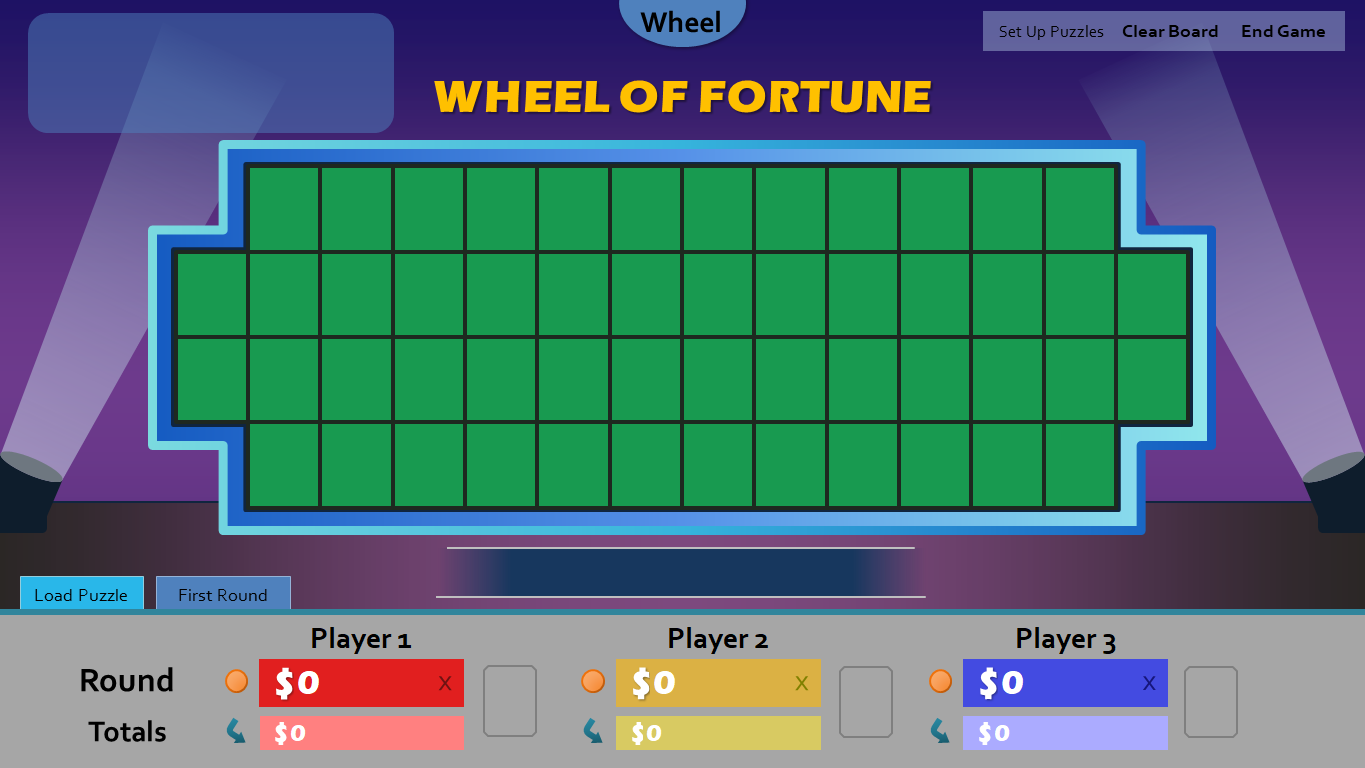 Wheel
Set Up Puzzles Clear Board End Game
WHEEL OF FORTUNE
Load Puzzle First Round
Player 1 Player 2 Player 3
Round $0 X $0 X $0 X
Totals $0 $0 $0